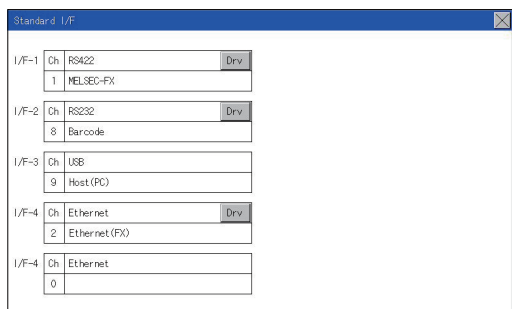 Standard I/F
I/F-1 Ch RS422 Drv
1 MELSEC-FX
I/F-2 Ch RS232 Drv
8 Barcode
I/F-3 Ch USB
9 Host(PC)
I/F-4 Ch Ethernet Drv
2 Ethernet(FX)
I/F-4 Ch Ethernet
0